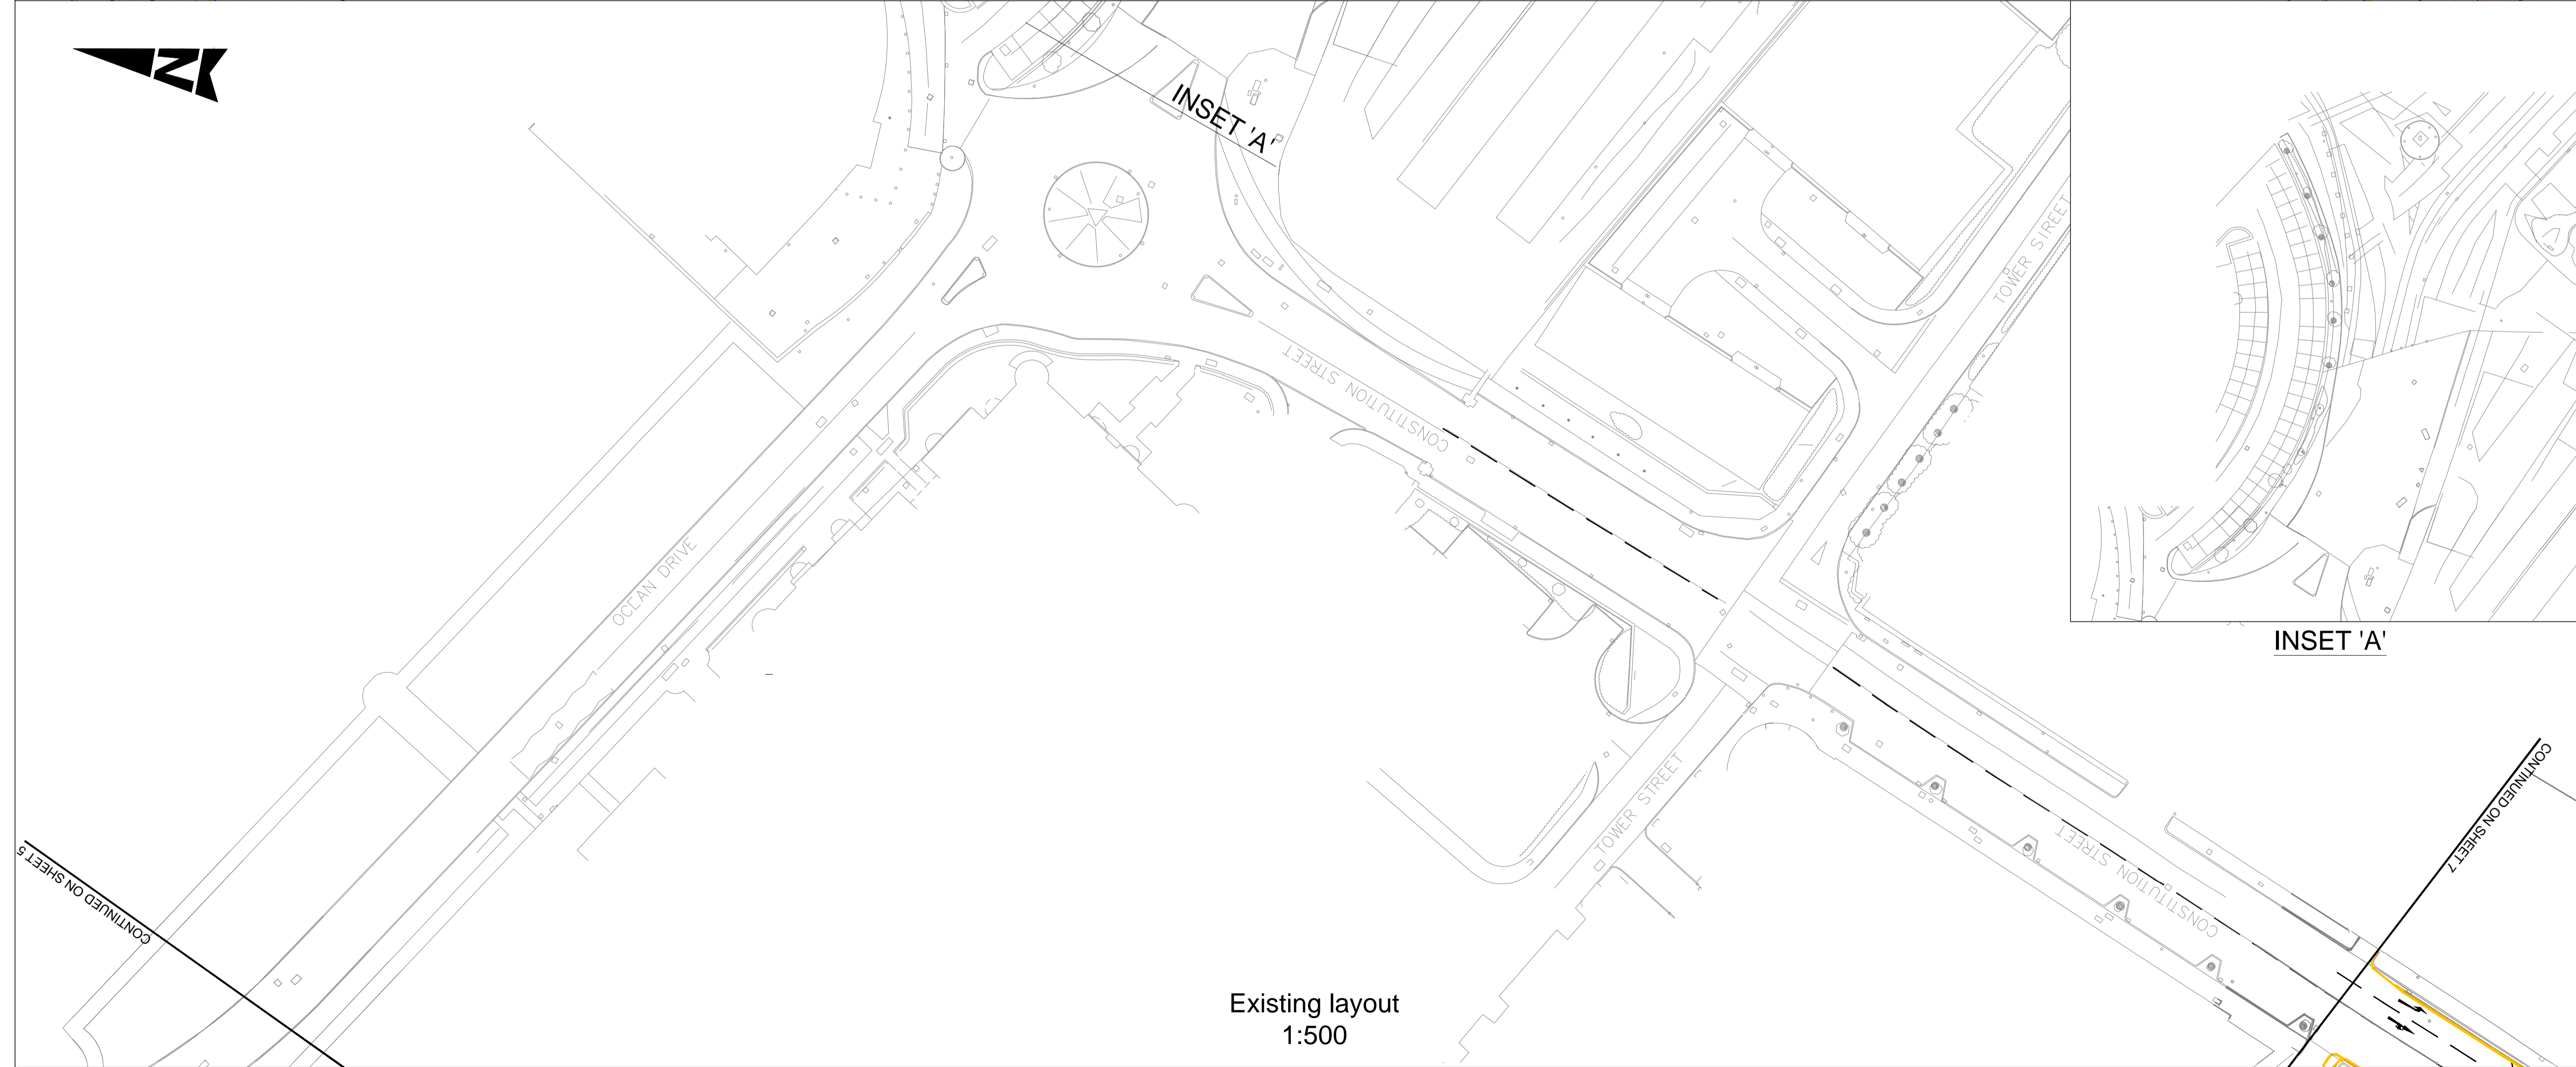 N
INSET 'A'
TOWER STREET
CONSTITUTION STREET
OCEAN DRIVE
INSET 'A'
TOWER STREET
CONSTITUTION STREET
CONTINUED ON SHEET 7
CONTINUED ON SHEET 5
Existing layout
1:500